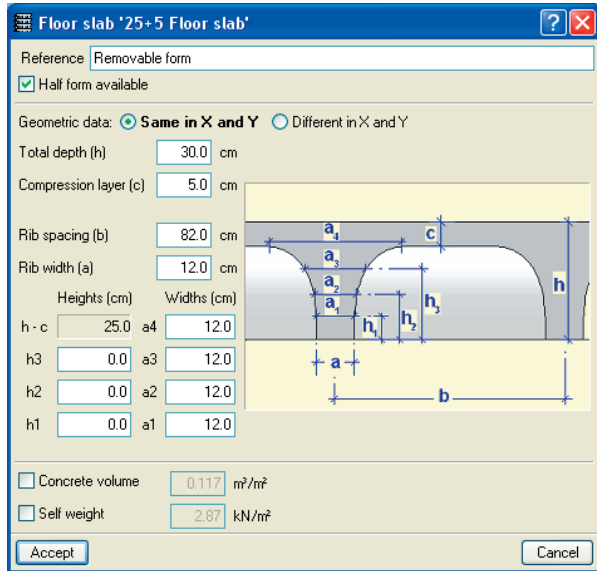 Floor slab '25+5 Floor slab'
Reference Removable form
Half form available
Geometric data: Same in X and Y Different in X and Y
Total depth (h) 30.0 cm
Compression layer (c) 5.0 cm
Rib spacing (b) 82.0 cm
Rib width (a) 12.0 cm
Heights (cm) Widths (cm)
h - c 25.0 a4 12.0
h3 0.0 a3 12.0
h2 0.0 a2 12.0
h1 0.0 a1 12.0
a4 c
a3 h
a2 h3
a1 h1 h2
a
b
Concrete volume 0.117 m³/m²
Self weight 2.87 kN/m²
Accept Cancel